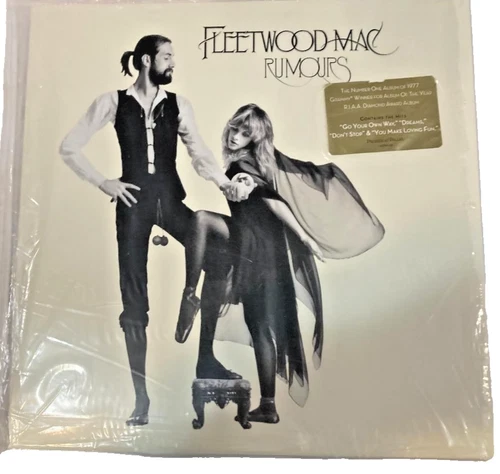 FLEETWOOD MAC
RUMOURS
THE NUMBER ONE ALBUM OF 1977
GRAMMY® WINNER FOR ALBUM OF THE YEAR
R.I.A.A. DIAMOND AWARD ALBUM
CONTAINS THE HITS
"GO YOUR OWN WAY," "DREAMS,"
"DON'T STOP" & "YOU MAKE LOVING FUN."